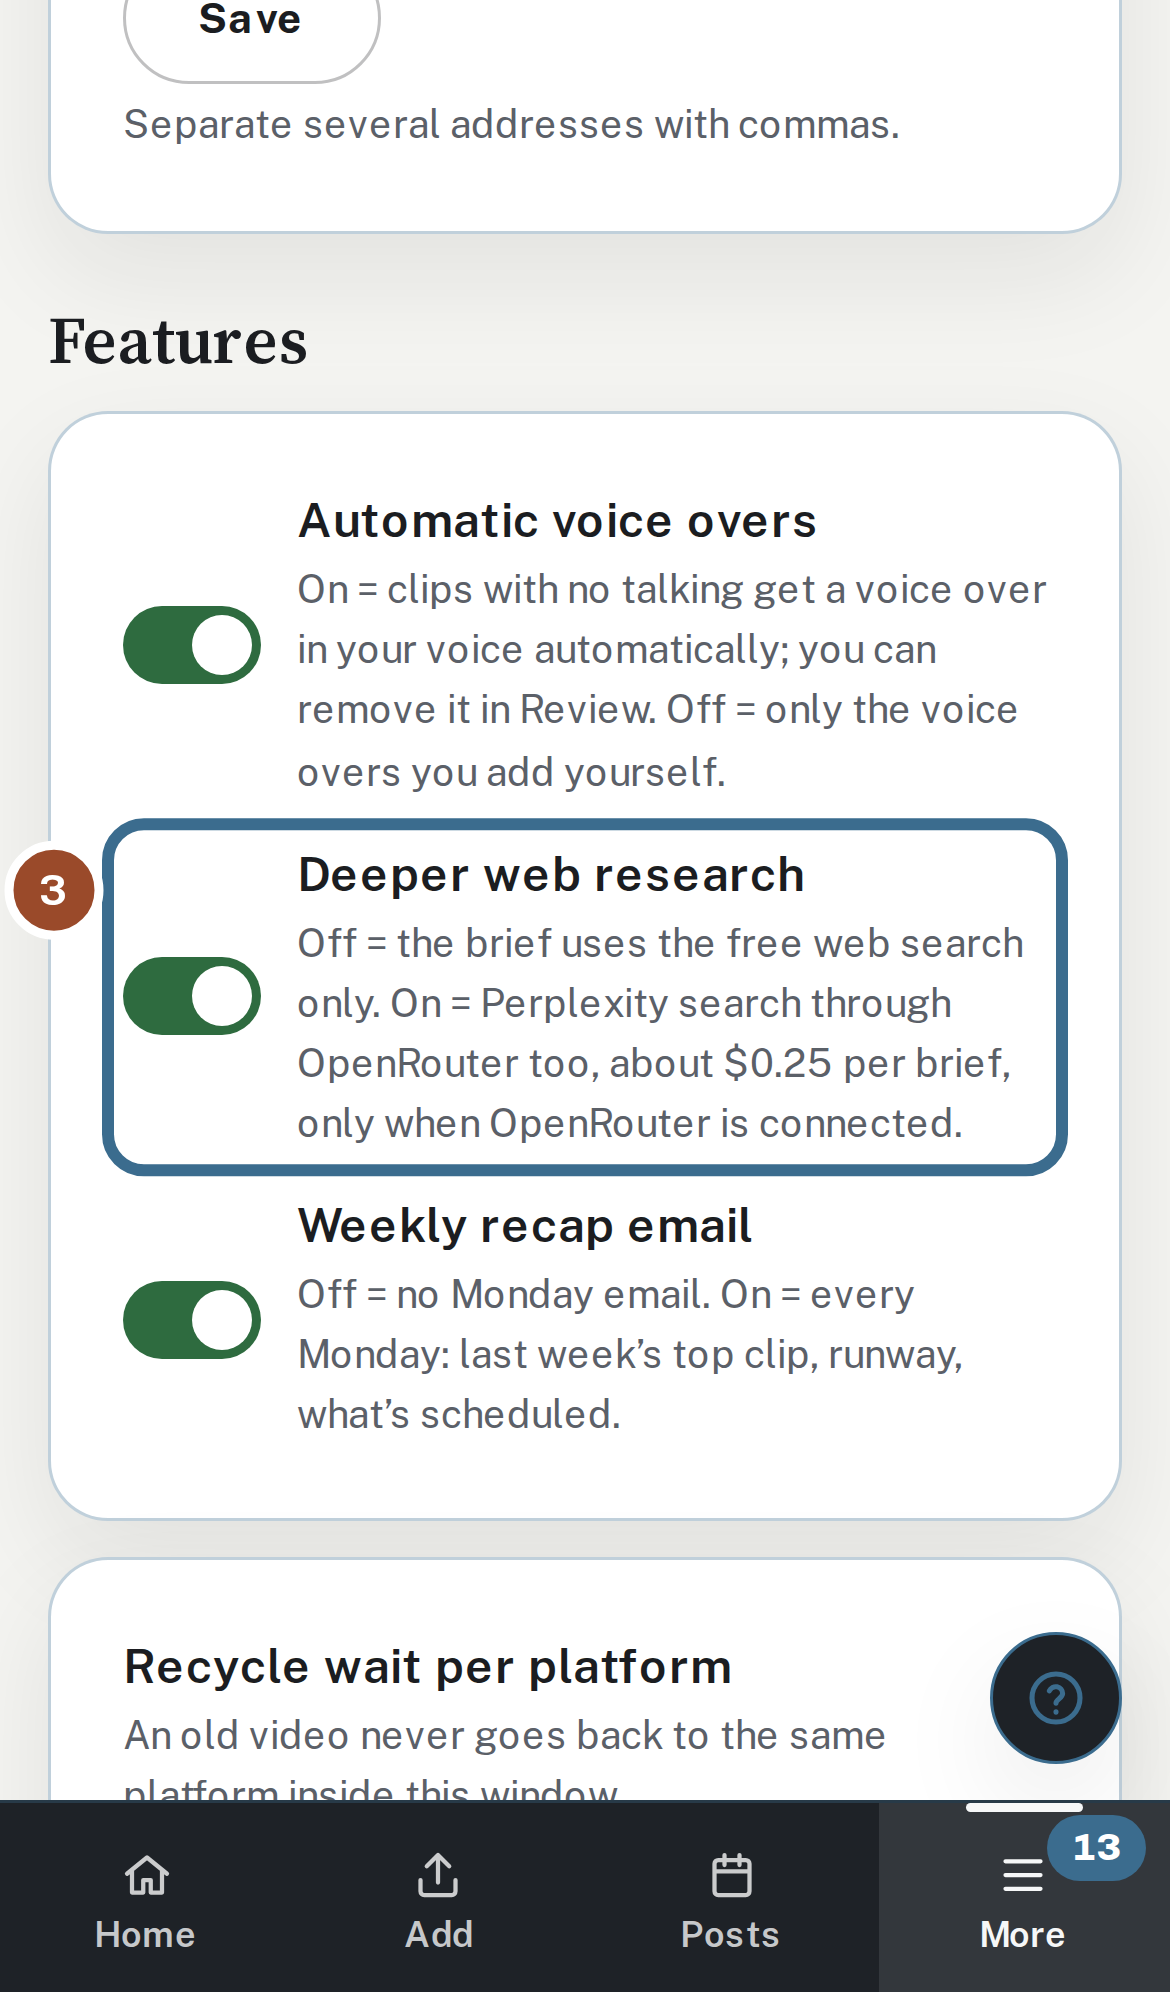 Save
Separate several addresses with commas.
Features
Automatic voice overs
On = clips with no talking get a voice over
in your voice automatically; you can
remove it in Review. Off = only the voice
overs you add yourself.
3
Deeper web research
Off = the brief uses the free web search
only. On = Perplexity search through
OpenRouter too, about $0.25 per brief,
only when OpenRouter is connected.
Weekly recap email
Off = no Monday email. On = every
Monday: last week’s top clip, runway,
what’s scheduled.
Recycle wait per platform
An old video never goes back to the same
platform inside this window
13
Home
Add
Posts
More